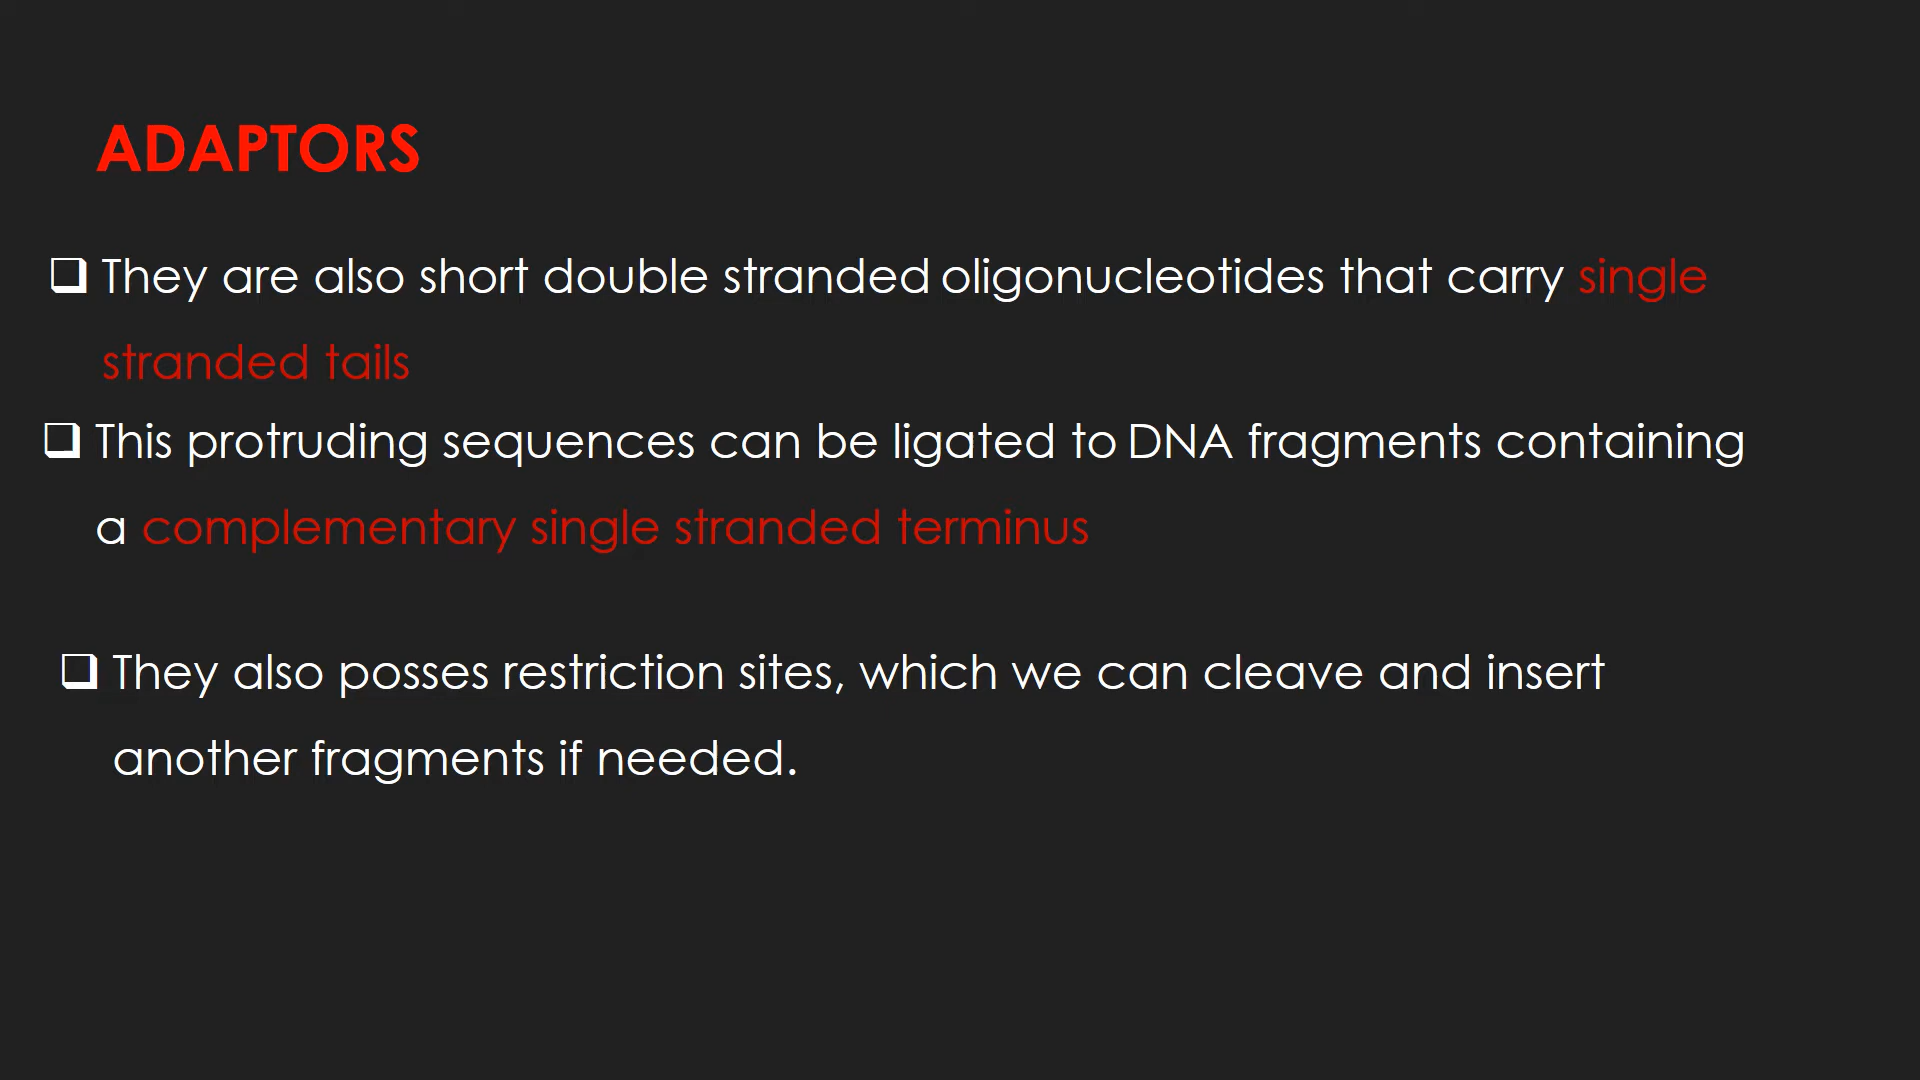 ADAPTORS
❑ They are also short double stranded oligonucleotides that carry single
stranded tails
❑ This protruding sequences can be ligated to DNA fragments containing
a complementary single stranded terminus
❑ They also posses restriction sites, which we can cleave and insert
another fragments if needed.